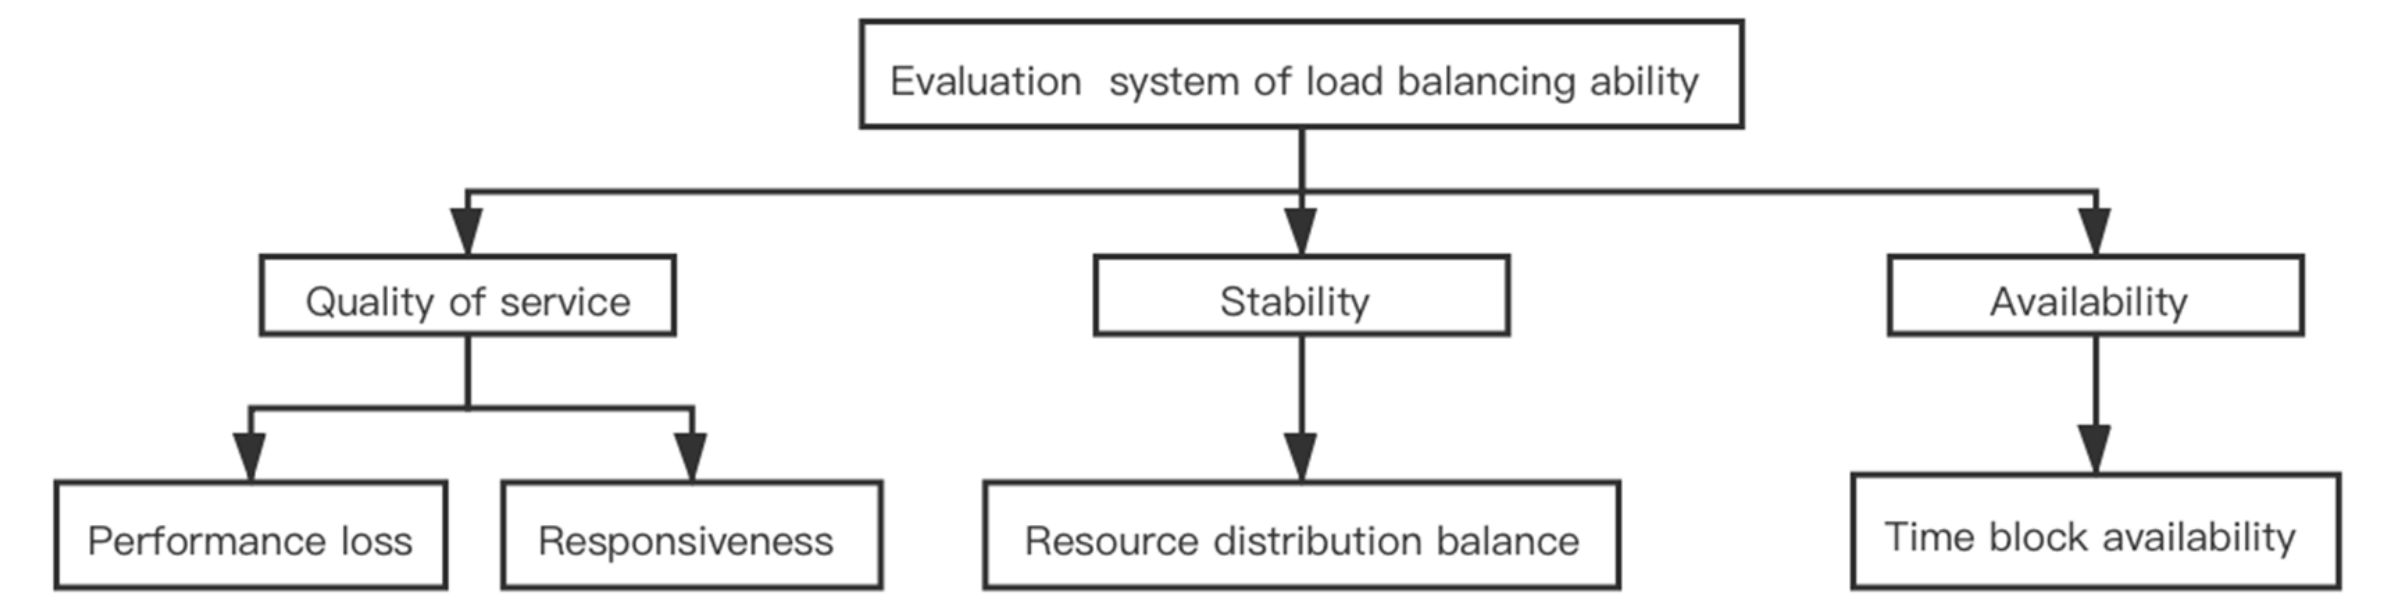 Evaluation system of load balancing ability
Quality of service
Stability
Availability
Performance loss
Responsiveness
Resource distribution balance
Time block availability